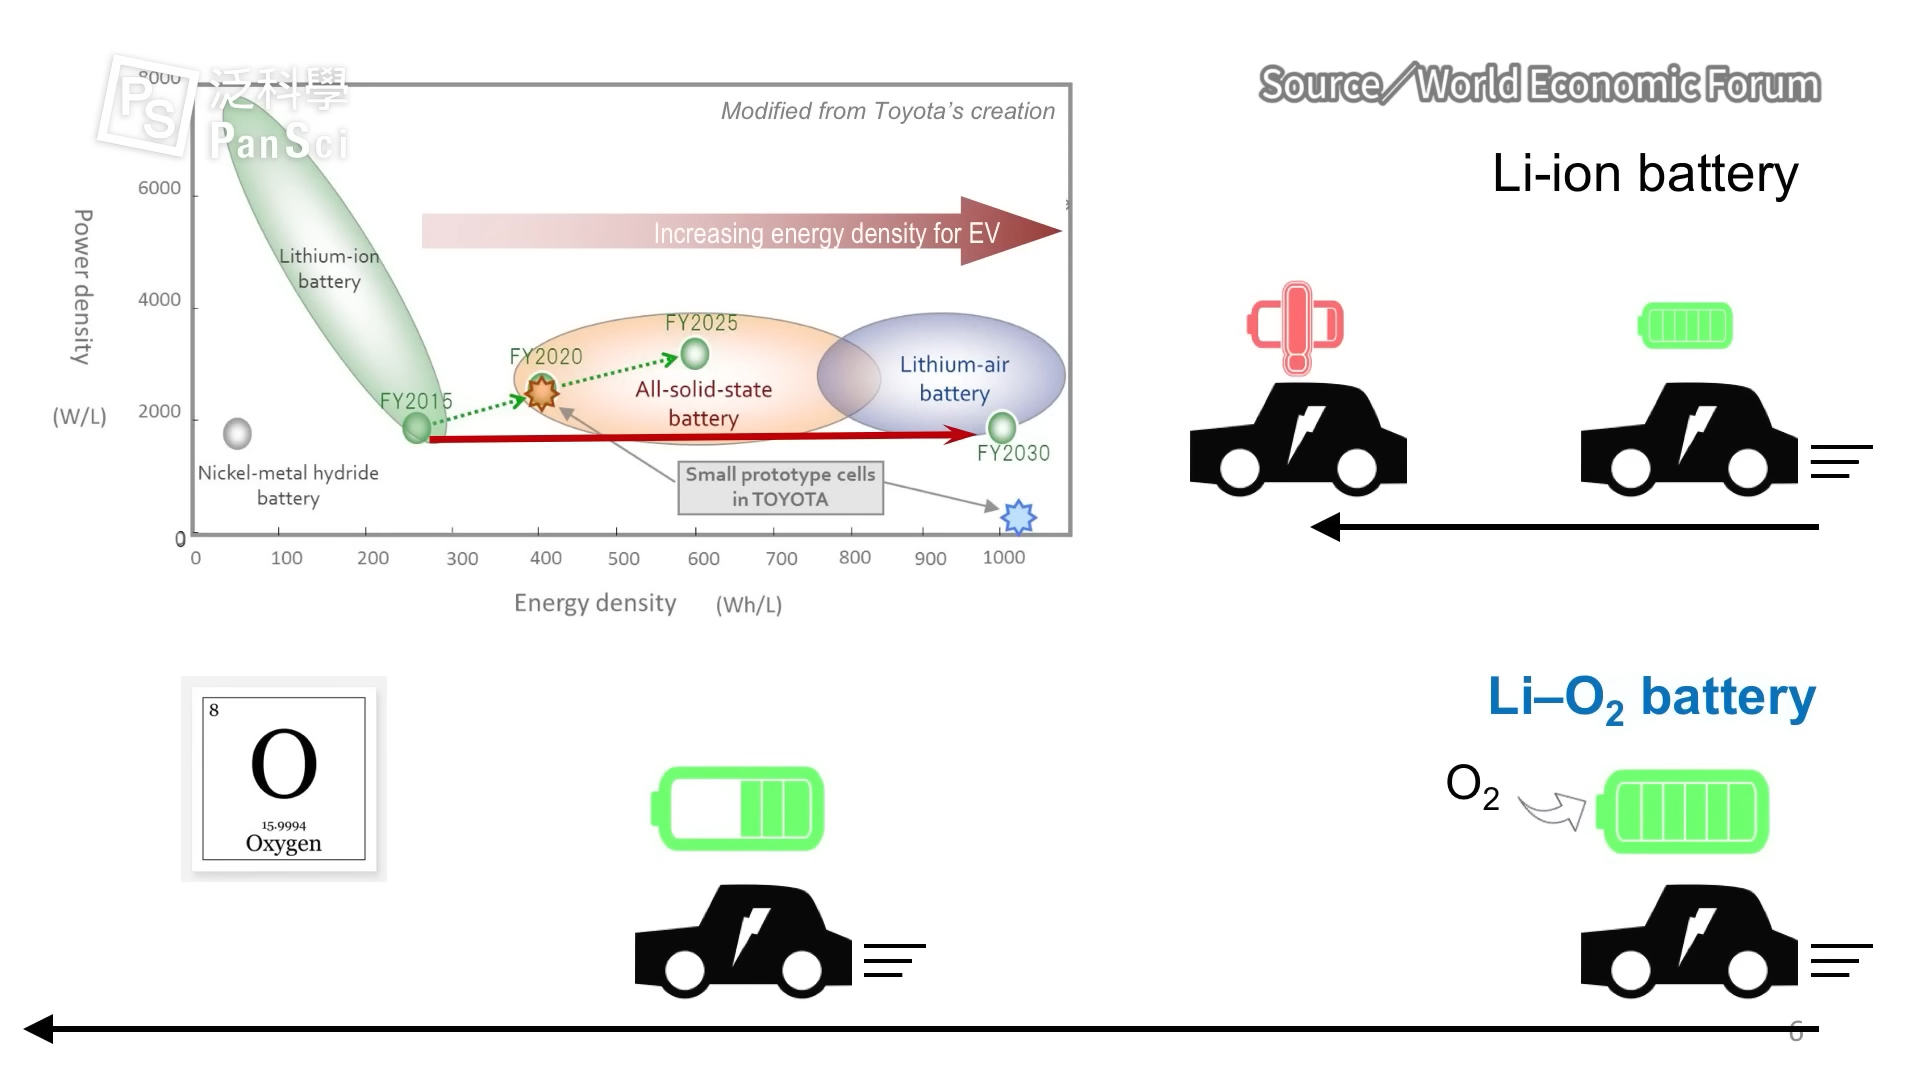 PS
泛科學
PanSci
Source／World Economic Forum
Modified from Toyota's creation
Li-ion battery
8000
6000
4000
2000
0
0
Power density
(W/L)
Increasing energy density for EV
Lithium-ion
battery
FY2025
FY2020
FY2015
All-solid-state
battery
Lithium-air
battery
FY2030
Nickel-metal hydride
battery
Small prototype cells
in TOYOTA
0 100 200 300 400 500 600 700 800 900 1000
Energy density (Wh/L)
Li–O₂ battery
O₂
8
O
15.9994
Oxygen
6